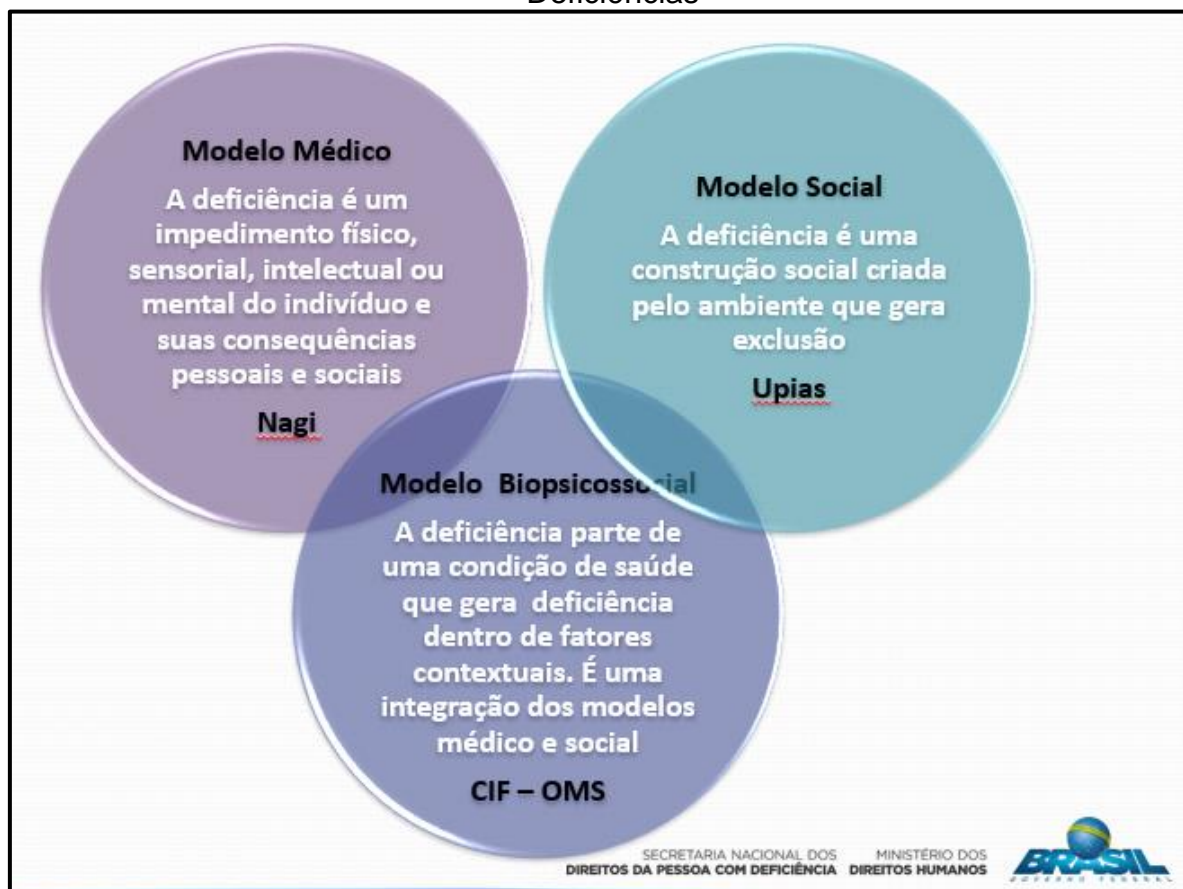 Deficiências
Modelo Médico
A deficiência é um
impedimento físico,
sensorial, intelectual ou
mental do indivíduo e
suas consequências
pessoais e sociais
Nagi
Modelo Social
A deficiência é uma
construção social criada
pelo ambiente que gera
exclusão
Upias
Modelo Biopsicossocial
A deficiência parte de
uma condição de saúde
que gera deficiência
dentro de fatores
contextuais. É uma
integração dos modelos
médico e social
CIF – OMS
SECRETARIA NACIONAL DOS
DIREITOS DA PESSOA COM DEFICIÊNCIA
MINISTÉRIO DOS
DIREITOS HUMANOS
BRASIL
GOVERNO FEDERAL